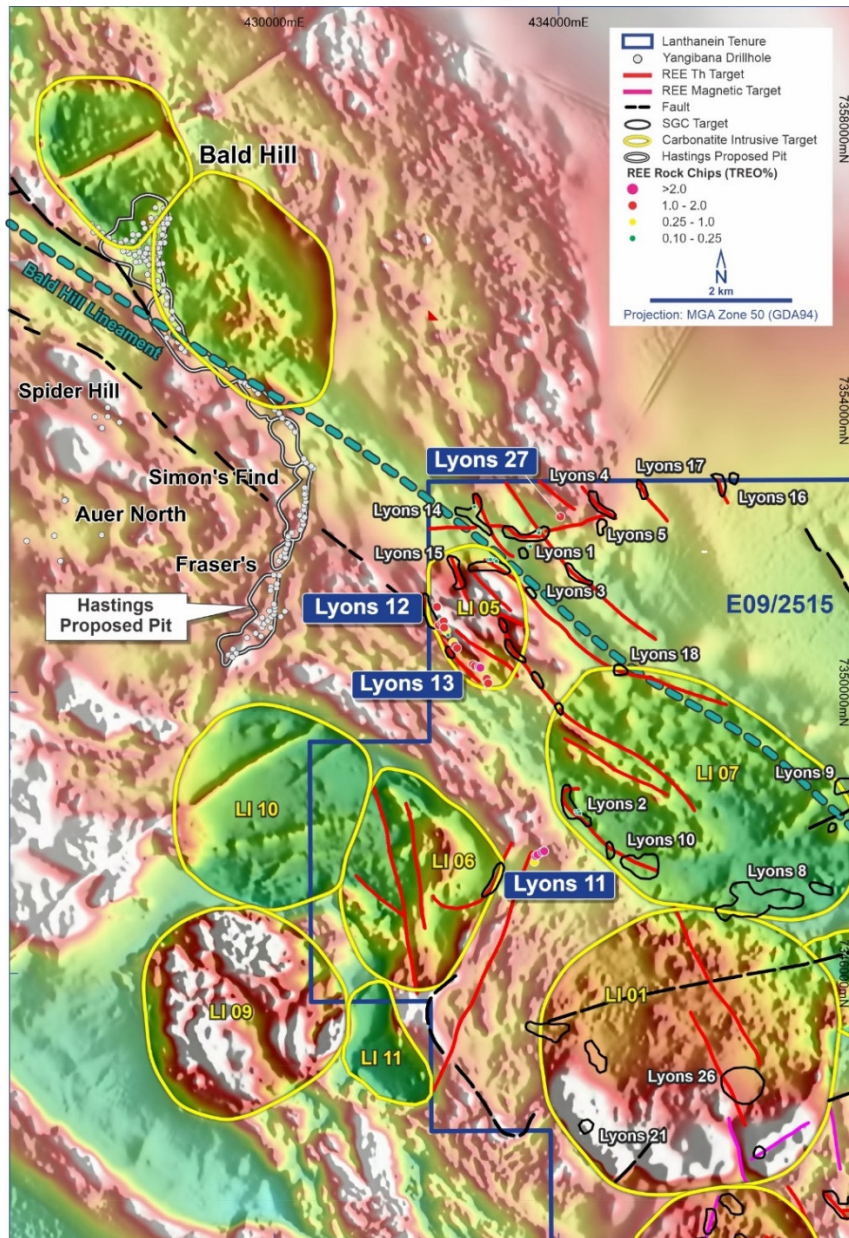 430000mE
434000mE
Lanthanein Tenure
Yangibana Drillhole
REE Th Target
REE Magnetic Target
Fault
SGC Target
Carbonatite Intrusive Target
Hastings Proposed Pit
REE Rock Chips (TREO%)
>2.0
1.0 - 2.0
0.25 - 1.0
0.10 - 0.25
N
2 km
Projection: MGA Zone 50 (GDA94)
7358000mN
Bald Hill
Bald Hill Lineament
Spider Hill
7354000mN
Simon's Find
Auer North
Fraser's
Hastings
Proposed Pit
Lyons 27
Lyons 4
Lyons 17
Lyons 16
Lyons 14
Lyons 5
Lyons 1
Lyons 15
Lyons 3
E09/2515
Lyons 12
LI 05
Lyons 18
Lyons 13
7350000mN
LI 07
Lyons 9
LI 10
Lyons 2
Lyons 10
LI 06
Lyons 8
Lyons 11
LI 01
LI 09
LI 11
Lyons 26
Lyons 21